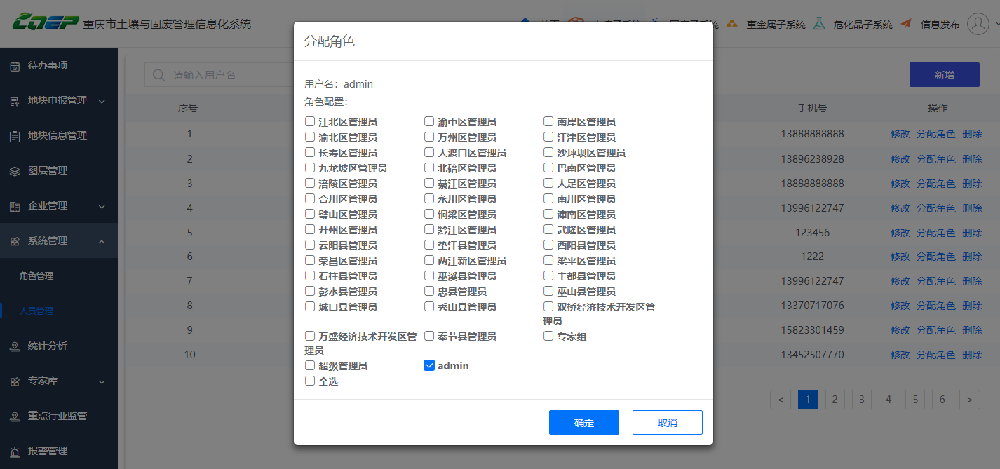 CQEP 重庆市土壤与固废管理信息化系统
重金属子系统 危化品子系统 信息发布
待办事项
地块申报管理
地块信息管理
图层管理
企业管理
系统管理
角色管理
人员管理
统计分析
专家库
重点行业监管
报警管理
请输入用户名
新增
序号 手机号 操作
1 13888888888 修改 分配角色 删除
2 13896238928 修改 分配角色 删除
3 18888888888 修改 分配角色 删除
4 13996122747 修改 分配角色 删除
5 123456 修改 分配角色 删除
6 1222 修改 分配角色 删除
7 13996122747 修改 分配角色 删除
8 13370717076 修改 分配角色 删除
9 15823301459 修改 分配角色 删除
10 13452507770 修改 分配角色 删除
< 1 2 3 4 5 6 >
分配角色
用户名：admin
角色配置：
江北区管理员 渝中区管理员 南岸区管理员
渝北区管理员 万州区管理员 江津区管理员
长寿区管理员 大渡口区管理员 沙坪坝区管理员
九龙坡区管理员 北碚区管理员 巴南区管理员
涪陵区管理员 綦江区管理员 大足区管理员
合川区管理员 永川区管理员 南川区管理员
璧山区管理员 铜梁区管理员 潼南区管理员
开州区管理员 黔江区管理员 武隆区管理员
云阳县管理员 垫江县管理员 酉阳县管理员
荣昌区管理员 两江新区管理员 梁平区管理员
石柱县管理员 巫溪县管理员 丰都县管理员
彭水县管理员 忠县管理员 巫山县管理员
城口县管理员 秀山县管理员 双桥经济技术开发区管
理员
万盛经济技术开发区管 奉节县管理员 专家组
理员
超级管理员 admin
全选
确定 取消